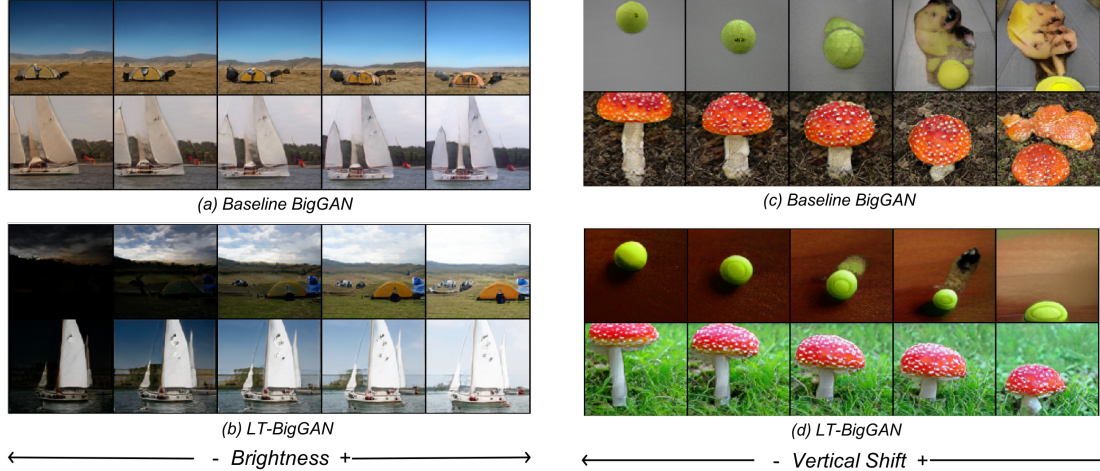 (a) Baseline BigGAN
(c) Baseline BigGAN
(b) LT-BigGAN
(d) LT-BigGAN
- Brightness +
- Vertical Shift +